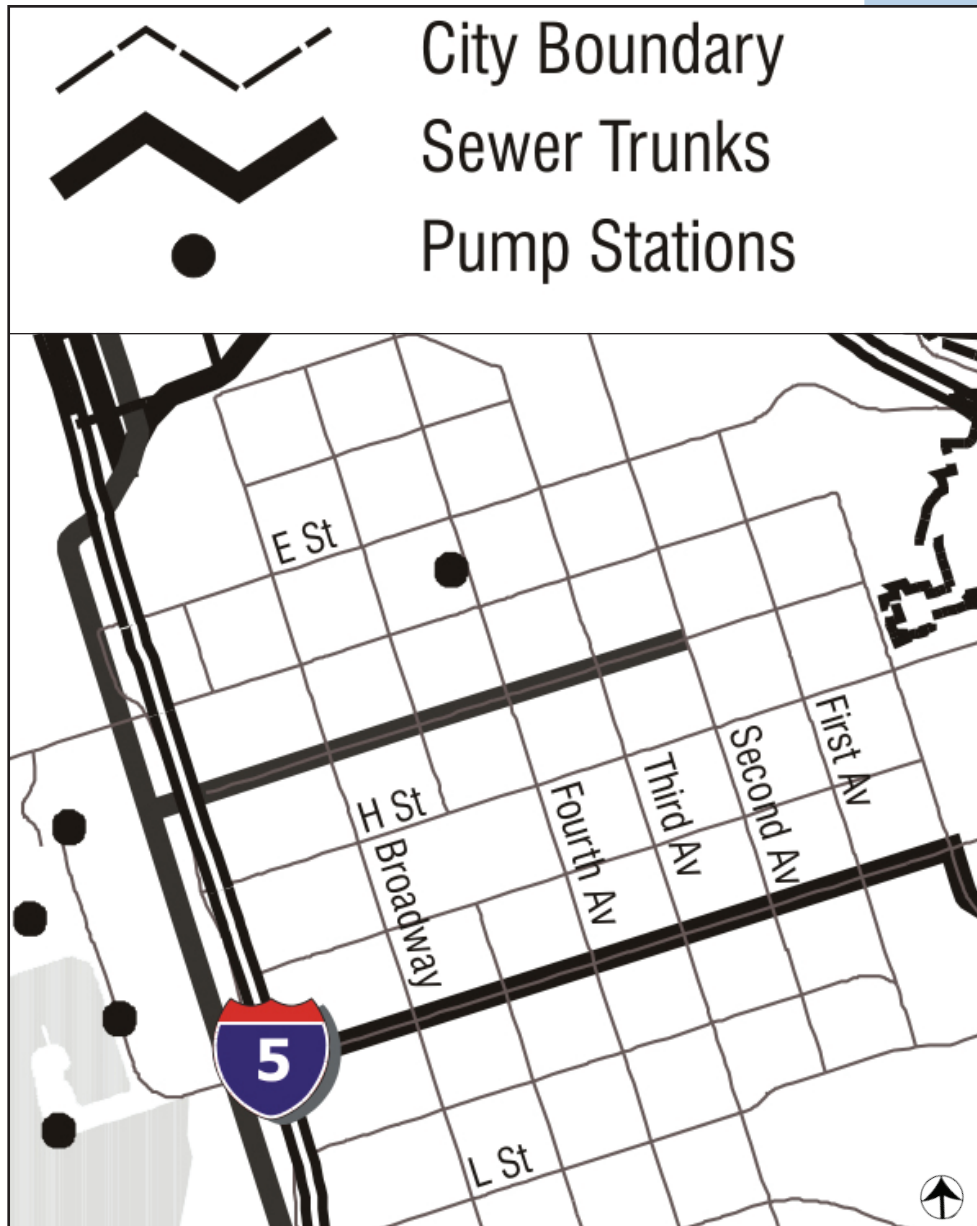 City Boundary
Sewer Trunks
Pump Stations
E St
First Av
Second Av
Third Av
H St
Fourth Av
Broadway
5
L St